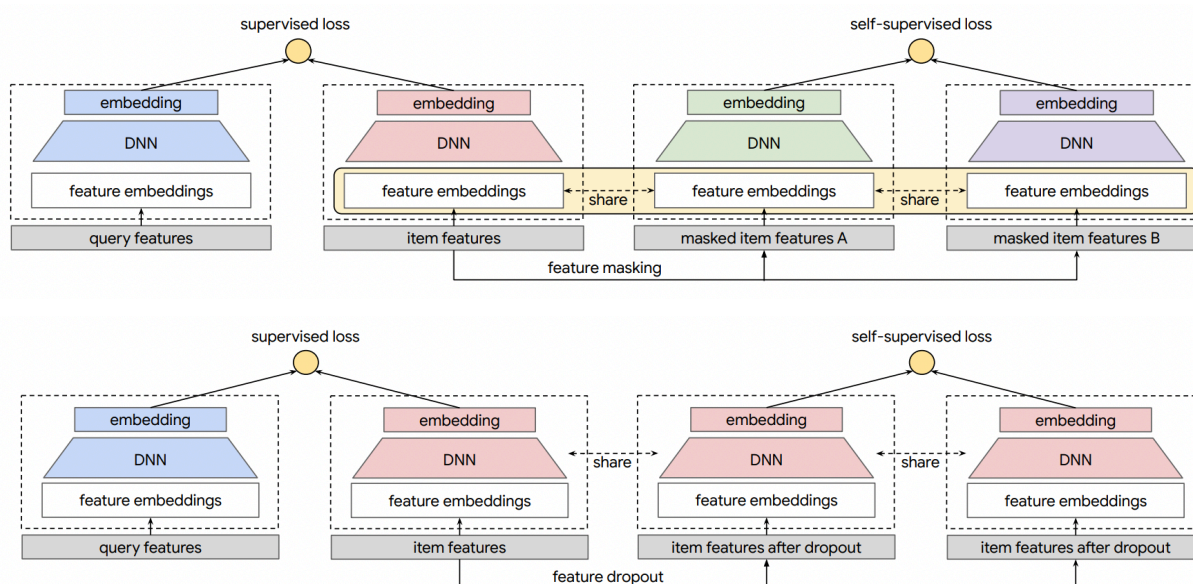 supervised loss
self-supervised loss
embedding
embedding
embedding
embedding
DNN
DNN
DNN
DNN
feature embeddings
feature embeddings
share
feature embeddings
share
feature embeddings
query features
item features
masked item features A
masked item features B
feature masking
supervised loss
self-supervised loss
embedding
embedding
embedding
embedding
DNN
DNN
share
DNN
share
DNN
feature embeddings
feature embeddings
feature embeddings
feature embeddings
query features
item features
item features after dropout
item features after dropout
feature dropout